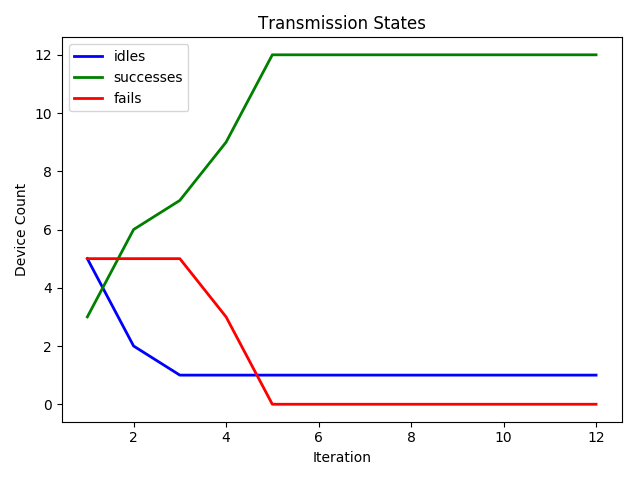 Transmission States
idles
successes
fails
Device Count
12
10
8
6
4
2
0
2 4 6 8 10 12
Iteration